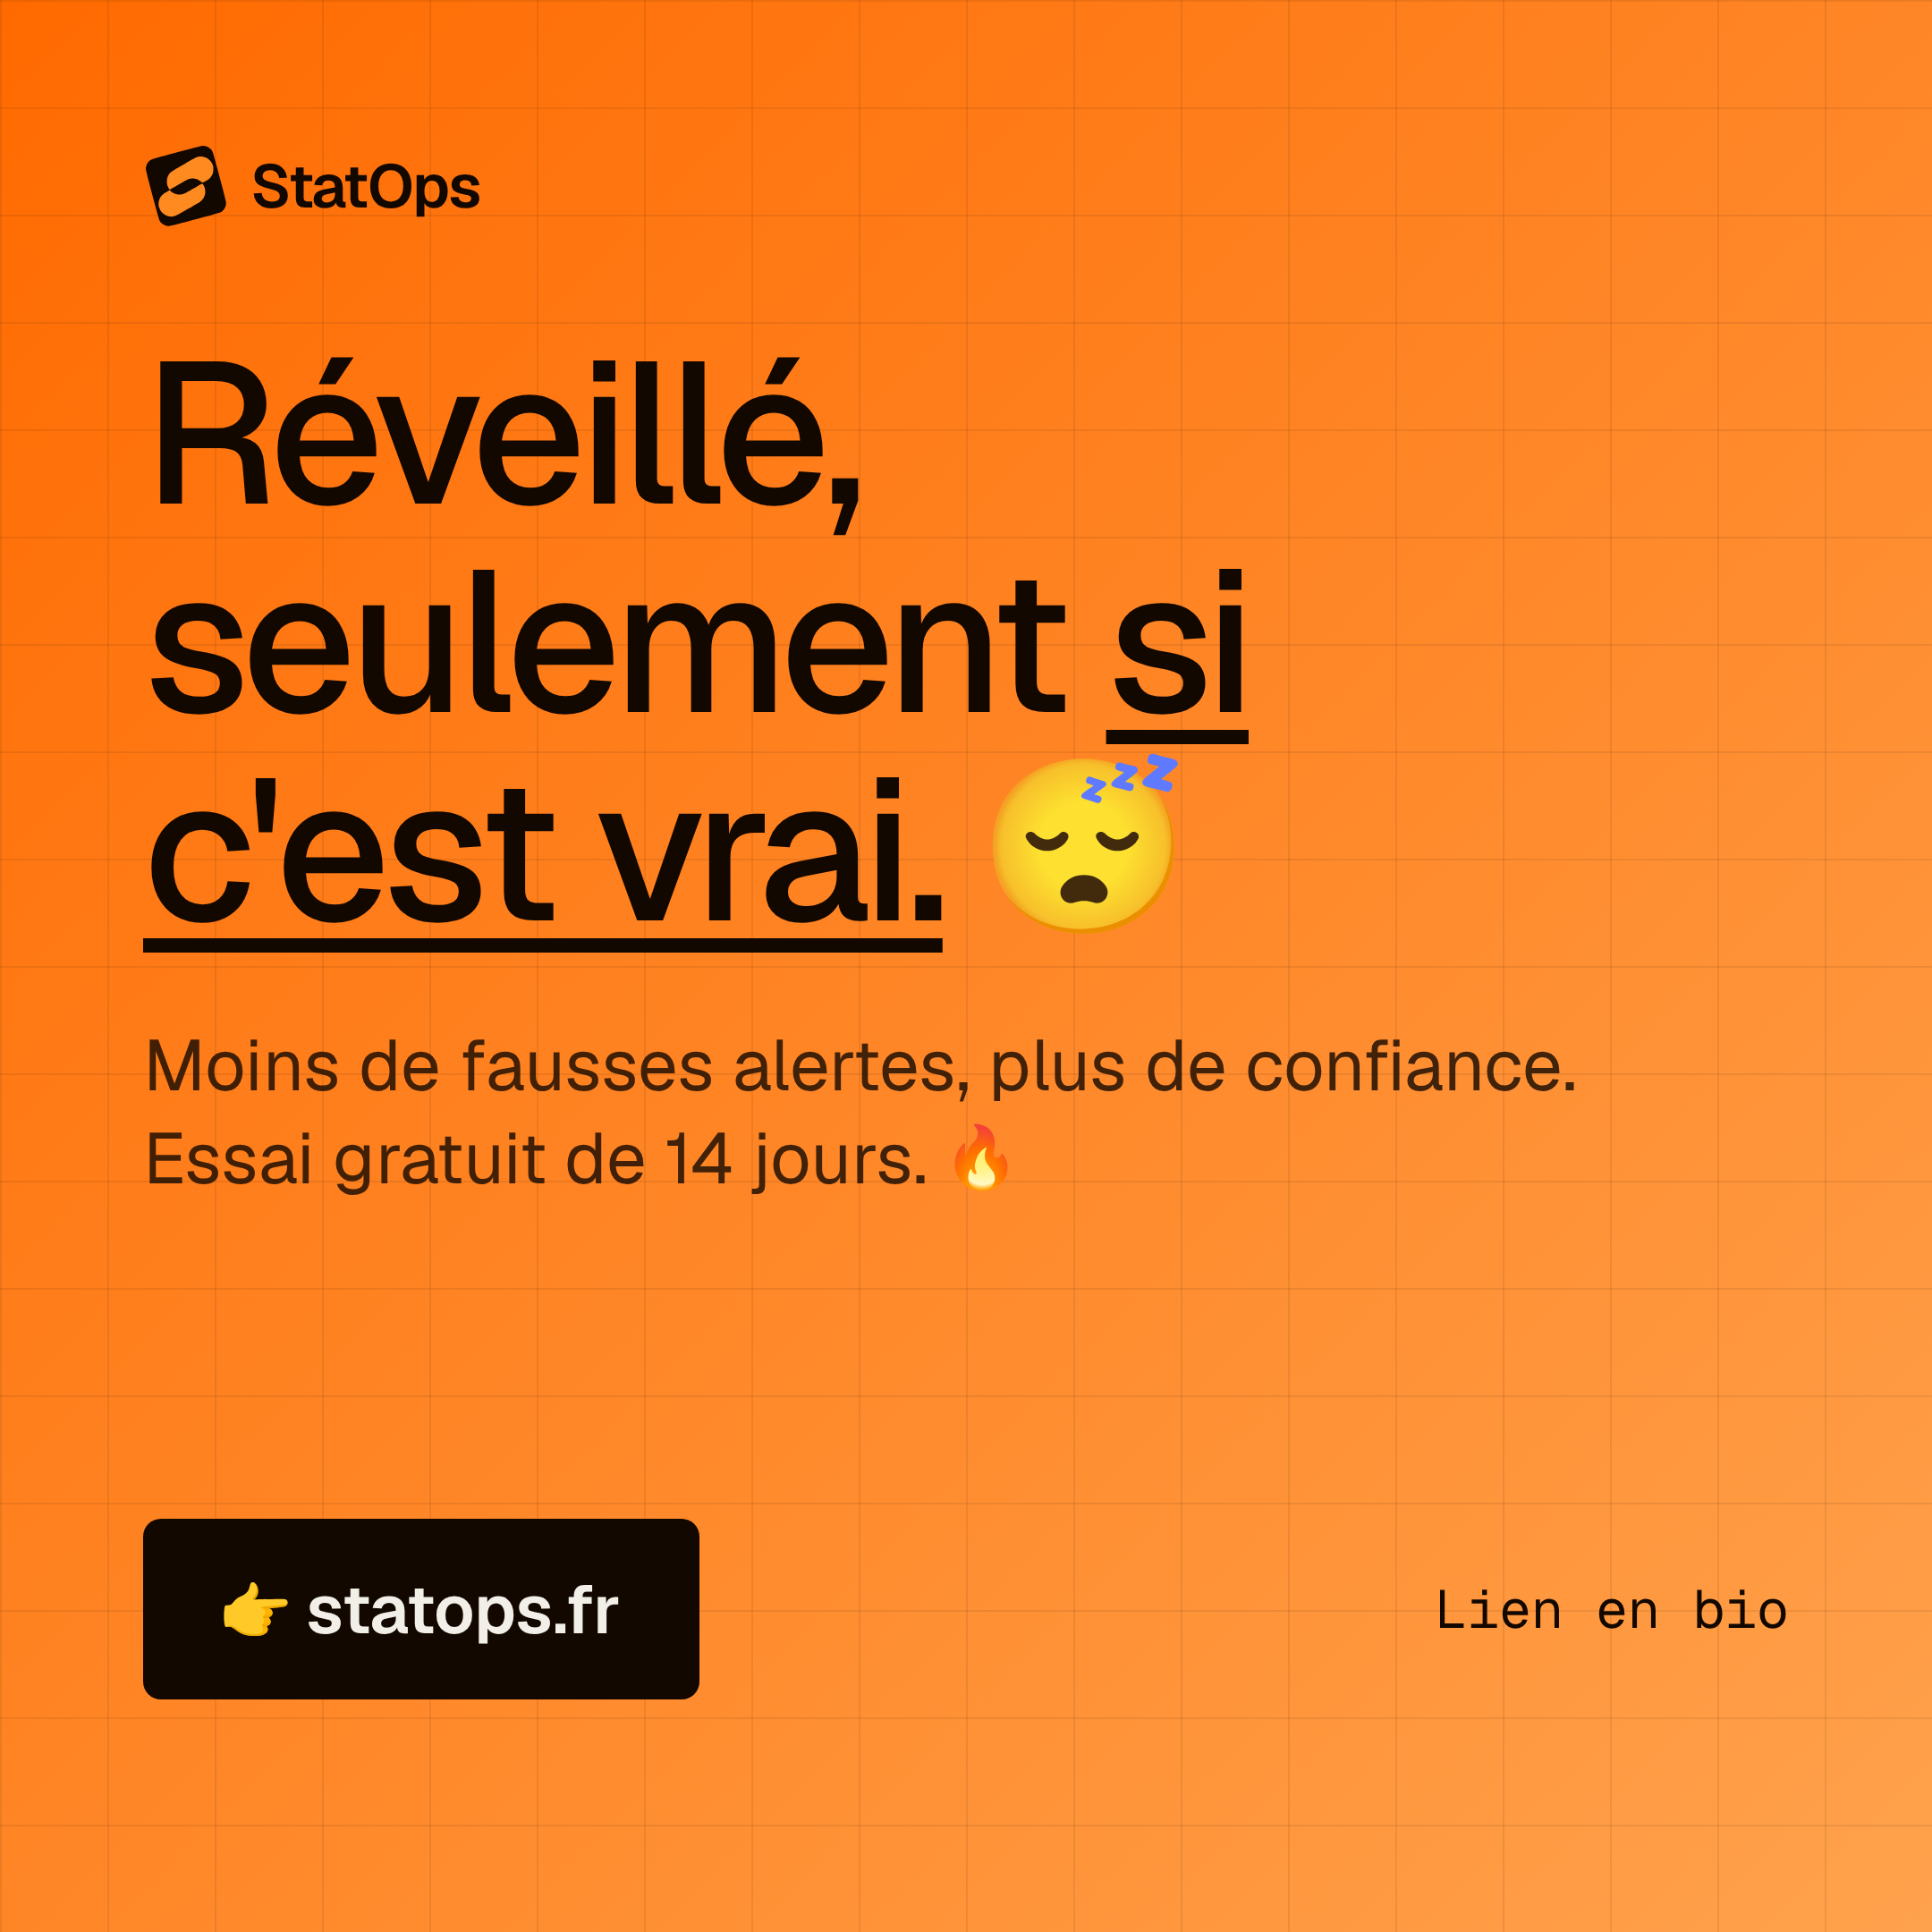 StatOps
Réveillé,
seulement si
c'est vrai. 😴
Moins de fausses alertes, plus de confiance.
Essai gratuit de 14 jours. 🔥
👉 statops.fr
Lien en bio